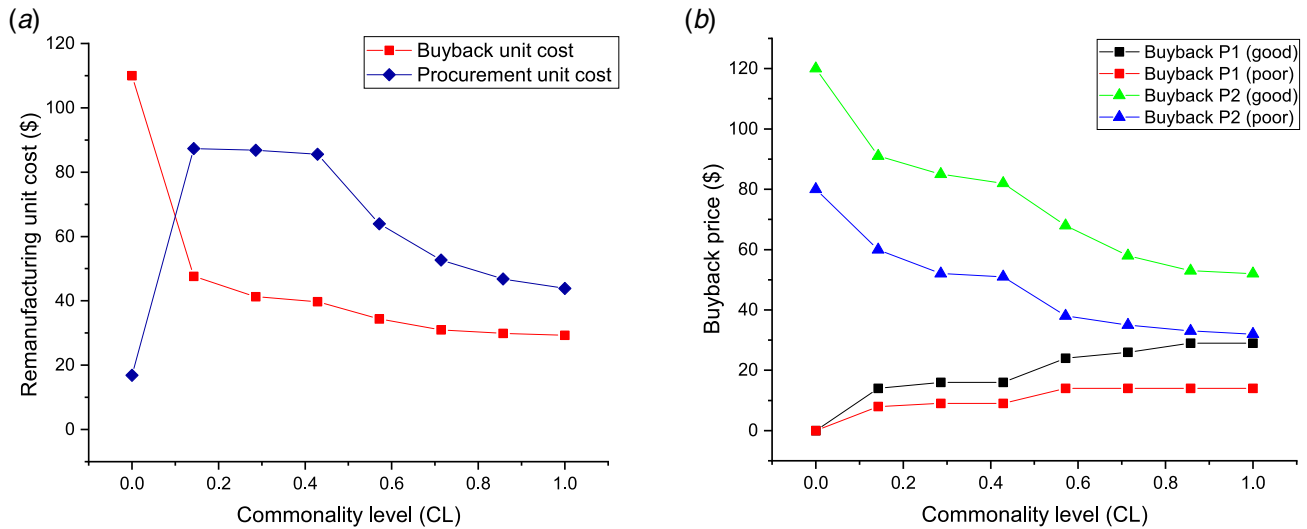 (a)
120
100
80
60
40
20
0
Remanufacturing unit cost ($)
Buyback unit cost
Procurement unit cost
0.0 0.2 0.4 0.6 0.8 1.0
Commonality level (CL)
(b)
120
100
80
60
40
20
0
Buyback price ($)
Buyback P1 (good)
Buyback P1 (poor)
Buyback P2 (good)
Buyback P2 (poor)
0.0 0.2 0.4 0.6 0.8 1.0
Commonality level (CL)